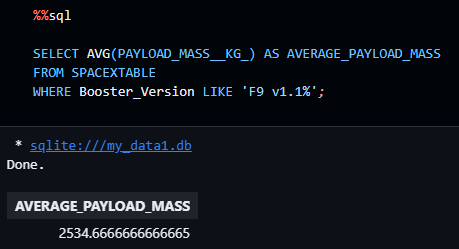 %%sql
SELECT AVG(PAYLOAD_MASS__KG_) AS AVERAGE_PAYLOAD_MASS
FROM SPACEXTABLE
WHERE Booster_Version LIKE 'F9 v1.1%';
* sqlite:///my_data1.db
Done.
AVERAGE_PAYLOAD_MASS
2534.6666666666665